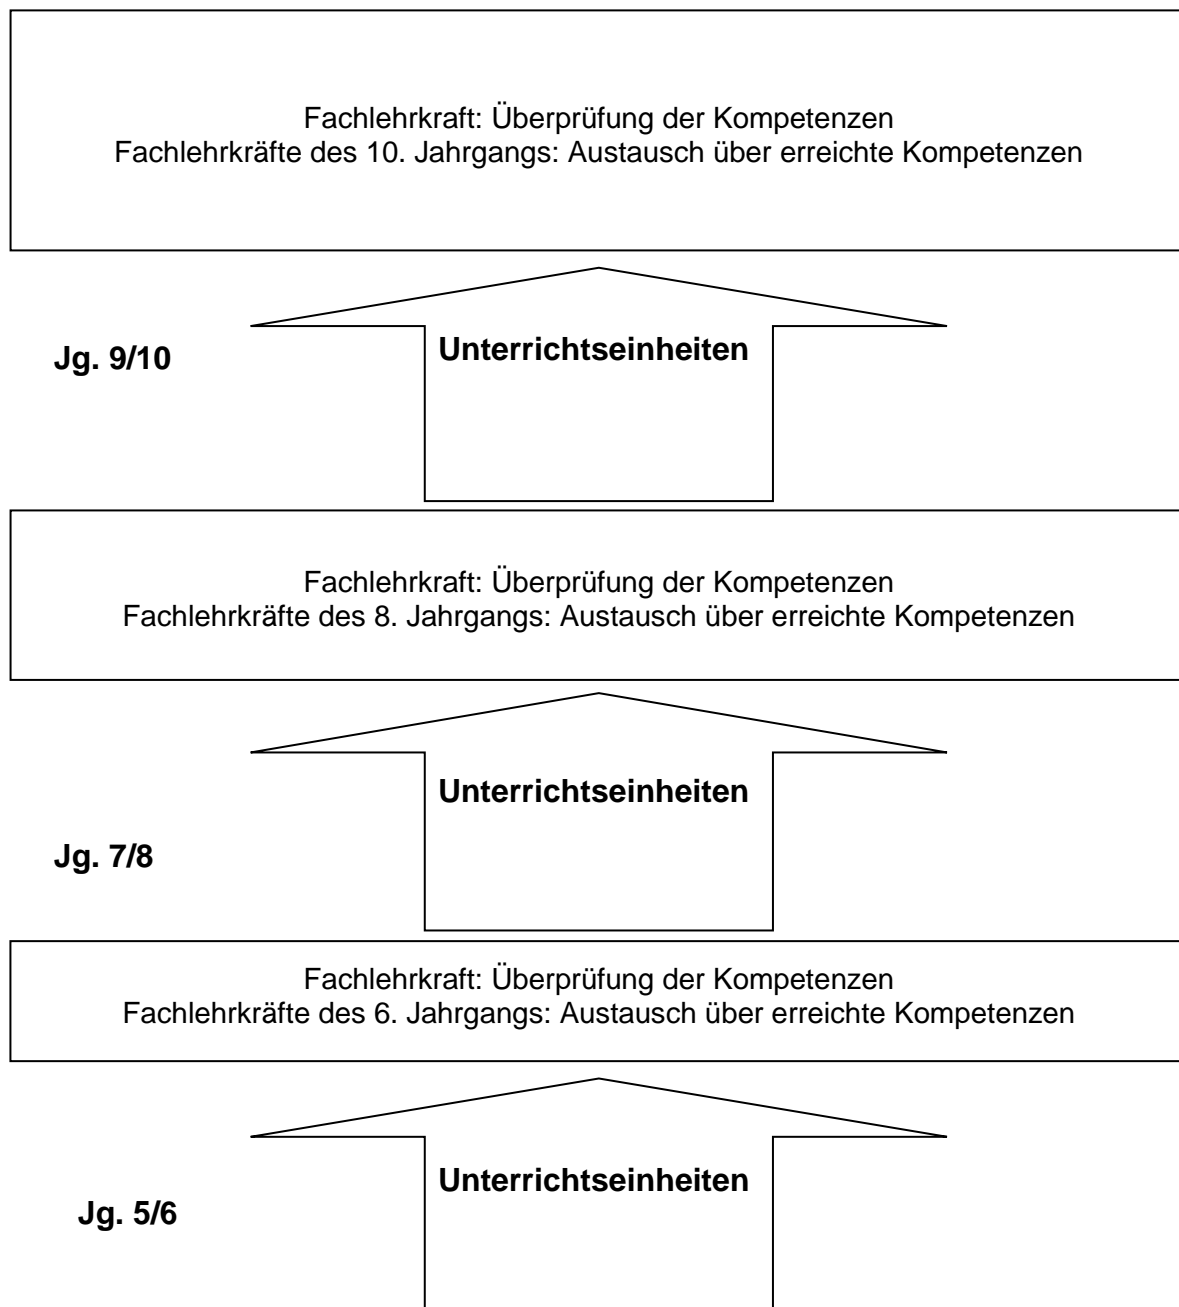 Fachlehrkraft: Überprüfung der Kompetenzen
Fachlehrkräfte des 10. Jahrgangs: Austausch über erreichte Kompetenzen
Unterrichtseinheiten
Jg. 9/10
Fachlehrkraft: Überprüfung der Kompetenzen
Fachlehrkräfte des 8. Jahrgangs: Austausch über erreichte Kompetenzen
Unterrichtseinheiten
Jg. 7/8
Fachlehrkraft: Überprüfung der Kompetenzen
Fachlehrkräfte des 6. Jahrgangs: Austausch über erreichte Kompetenzen
Unterrichtseinheiten
Jg. 5/6